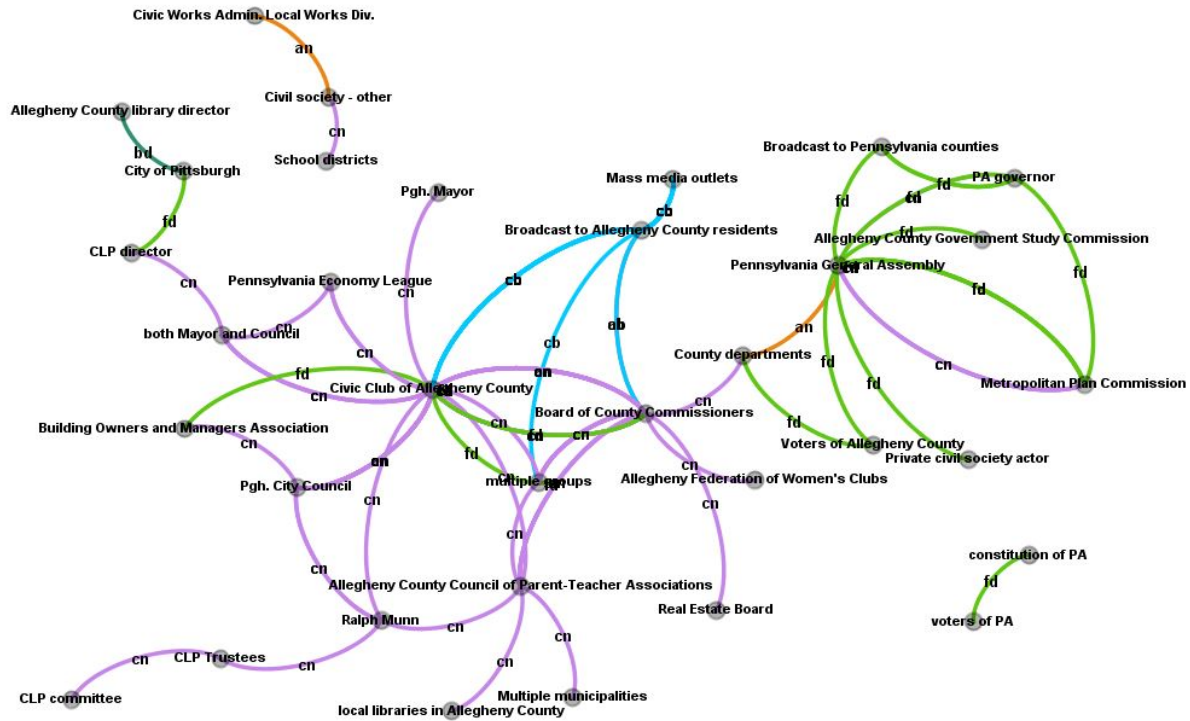 Civic Works Admin. Local Works Div.
an
Civil society - other
Allegheny County library director
cn
bd
School districts
City of Pittsburgh
Broadcast to Pennsylvania counties
Mass media outlets
PA governor
fd
Pgh. Mayor
fd
cb
fd
fd
Broadcast to Allegheny County residents
fd
Allegheny County Government Study Commission
CLP director
Pennsylvania General Assembly
cn
fd
cn
Pennsylvania Economy League
cb
cn
fd
both Mayor and Council
cn
cb
an
cn
County departments
fd
cn
fd
fd
cn
Civic Club of Allegheny County
Metropolitan Plan Commission
cn
cn
Board of County Commissioners
Building Owners and Managers Association
cn
fd
cn
cn
Voters of Allegheny County
fd
Private civil society actor
cn
Pgh. City Council
multiple groups
Allegheny Federation of Women's Clubs
cn
cn
cn
cn
constitution of PA
fd
Allegheny County Council of Parent-Teacher Associations
Real Estate Board
Ralph Munn
cn
voters of PA
cn
CLP Trustees
cn
cn
cn
CLP committee
Multiple municipalities
local libraries in Allegheny County